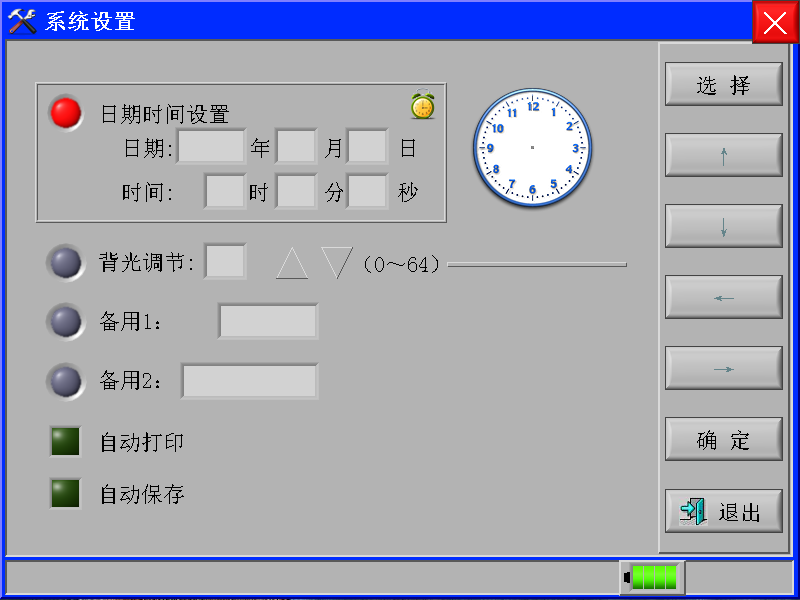 系统设置
日期时间设置
日期: 年 月 日
时间: 时 分 秒
12
1
2
3
4
5
6
7
8
9
10
11
背光调节: (0～64)
备用1:
备用2:
自动打印
自动保存
选 择
↑
↓
←
→
确 定
退出